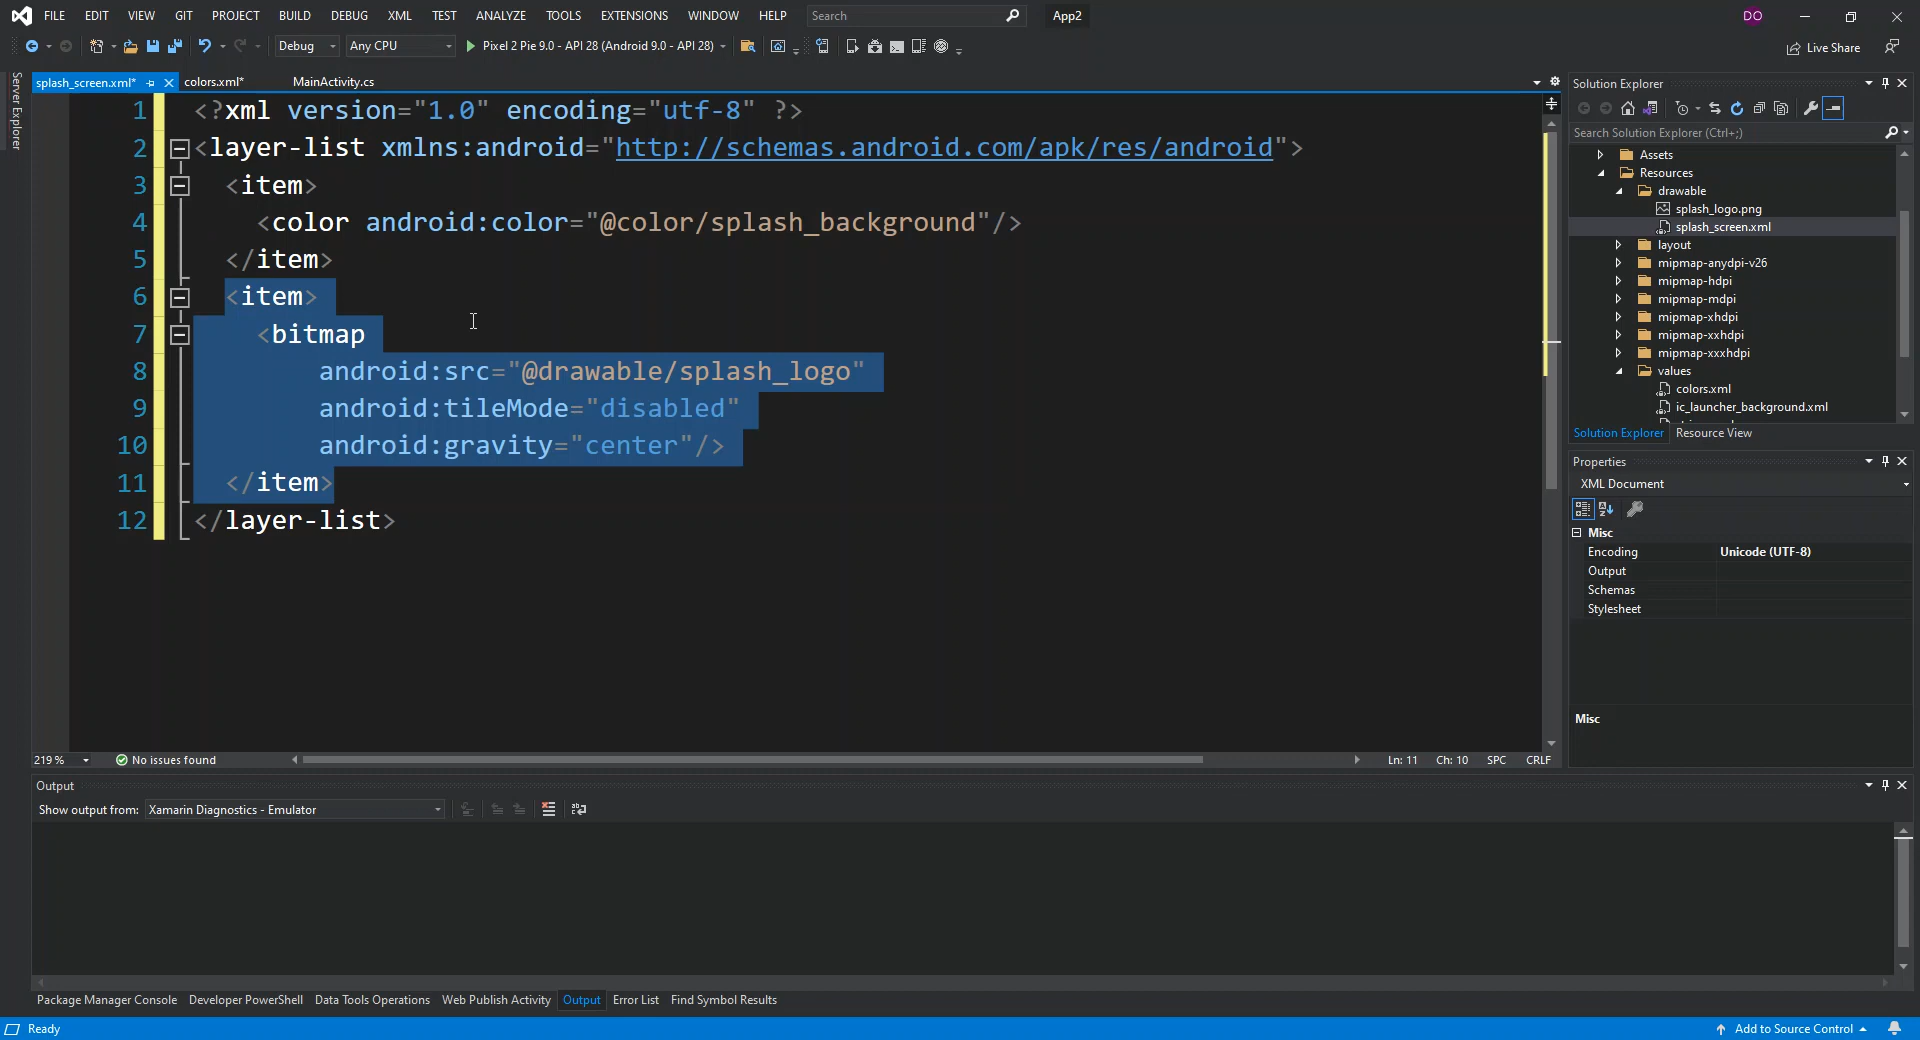 FILE EDIT VIEW GIT PROJECT BUILD DEBUG XML TEST ANALYZE TOOLS EXTENSIONS WINDOW HELP Search App2 DO
Debug Any CPU Pixel 2 Pie 9.0 - API 28 (Android 9.0 - API 28) Live Share
Server Explorer
splash_screen.xml* colors.xml* MainActivity.cs
1 <?xml version="1.0" encoding="utf-8" ?>
2 <layer-list xmlns:android="http://schemas.android.com/apk/res/android">
3 <item>
4 <color android:color="@color/splash_background"/>
5 </item>
6 <item>
7 <bitmap
8 android:src="@drawable/splash_logo"
9 android:tileMode="disabled"
10 android:gravity="center"/>
11 </item>
12 </layer-list>
219 % No issues found Ln: 11 Ch: 10 SPC CRLF
Solution Explorer
Search Solution Explorer (Ctrl+;)
Assets
Resources
drawable
splash_logo.png
splash_screen.xml
layout
mipmap-anydpi-v26
mipmap-hdpi
mipmap-mdpi
mipmap-xhdpi
mipmap-xxhdpi
mipmap-xxxhdpi
values
colors.xml
ic_launcher_background.xml
Solution Explorer Resource View
Properties
XML Document
Misc
Encoding Unicode (UTF-8)
Output
Schemas
Stylesheet
Misc
Output
Show output from: Xamarin Diagnostics - Emulator
Package Manager Console Developer PowerShell Data Tools Operations Web Publish Activity Output Error List Find Symbol Results
Ready Add to Source Control